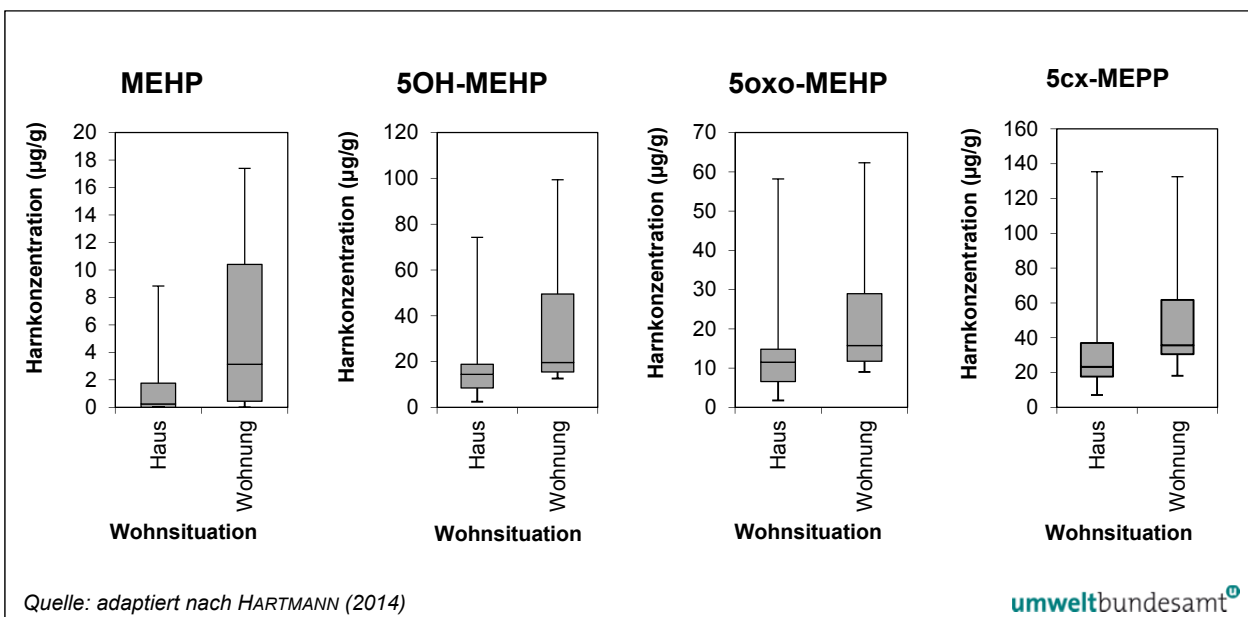 MEHP
Harnkonzentration (µg/g)
20
18
16
14
12
10
8
6
4
2
0
Haus
Wohnung
Wohnsituation
5OH-MEHP
Harnkonzentration (µg/g)
120
100
80
60
40
20
0
Haus
Wohnung
Wohnsituation
5oxo-MEHP
Harnkonzentration (µg/g)
70
60
50
40
30
20
10
0
Haus
Wohnung
Wohnsituation
5cx-MEPP
Harnkonzentration (µg/g)
160
140
120
100
80
60
40
20
0
Haus
Wohnung
Wohnsituation
Quelle: adaptiert nach HARTMANN (2014)
umweltbundesamt u